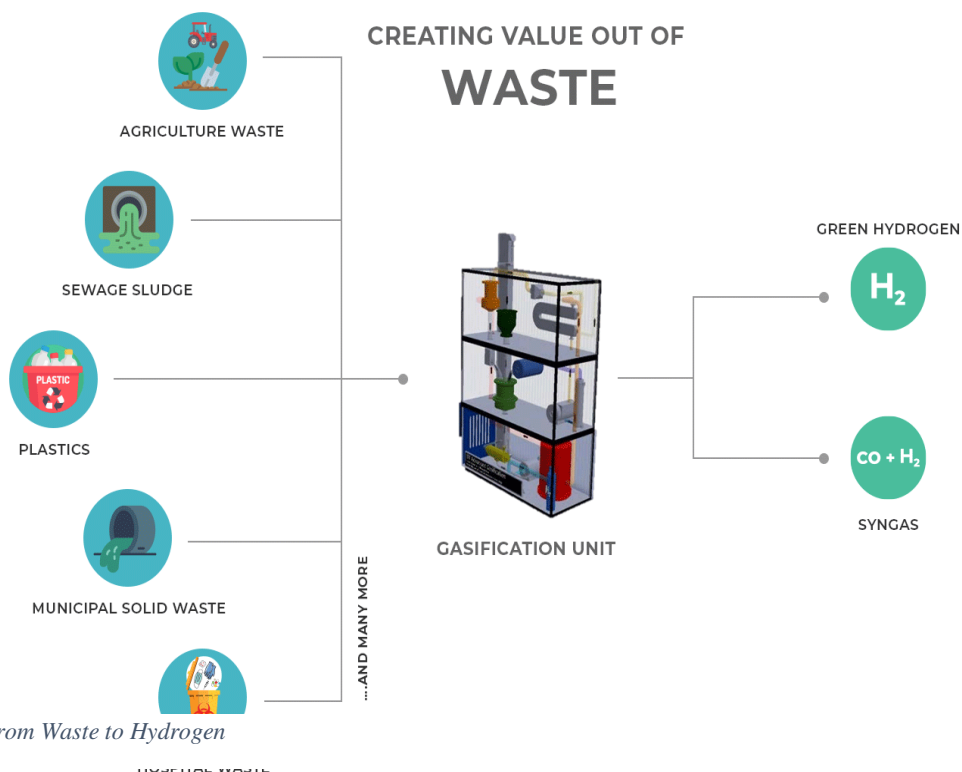 CREATING VALUE OUT OF
WASTE
AGRICULTURE WASTE
SEWAGE SLUDGE
PLASTIC
PLASTICS
MUNICIPAL SOLID WASTE
....AND MANY MORE
GASIFICATION UNIT
GREEN HYDROGEN
H₂
CO + H₂
SYNGAS
rom Waste to Hydrogen